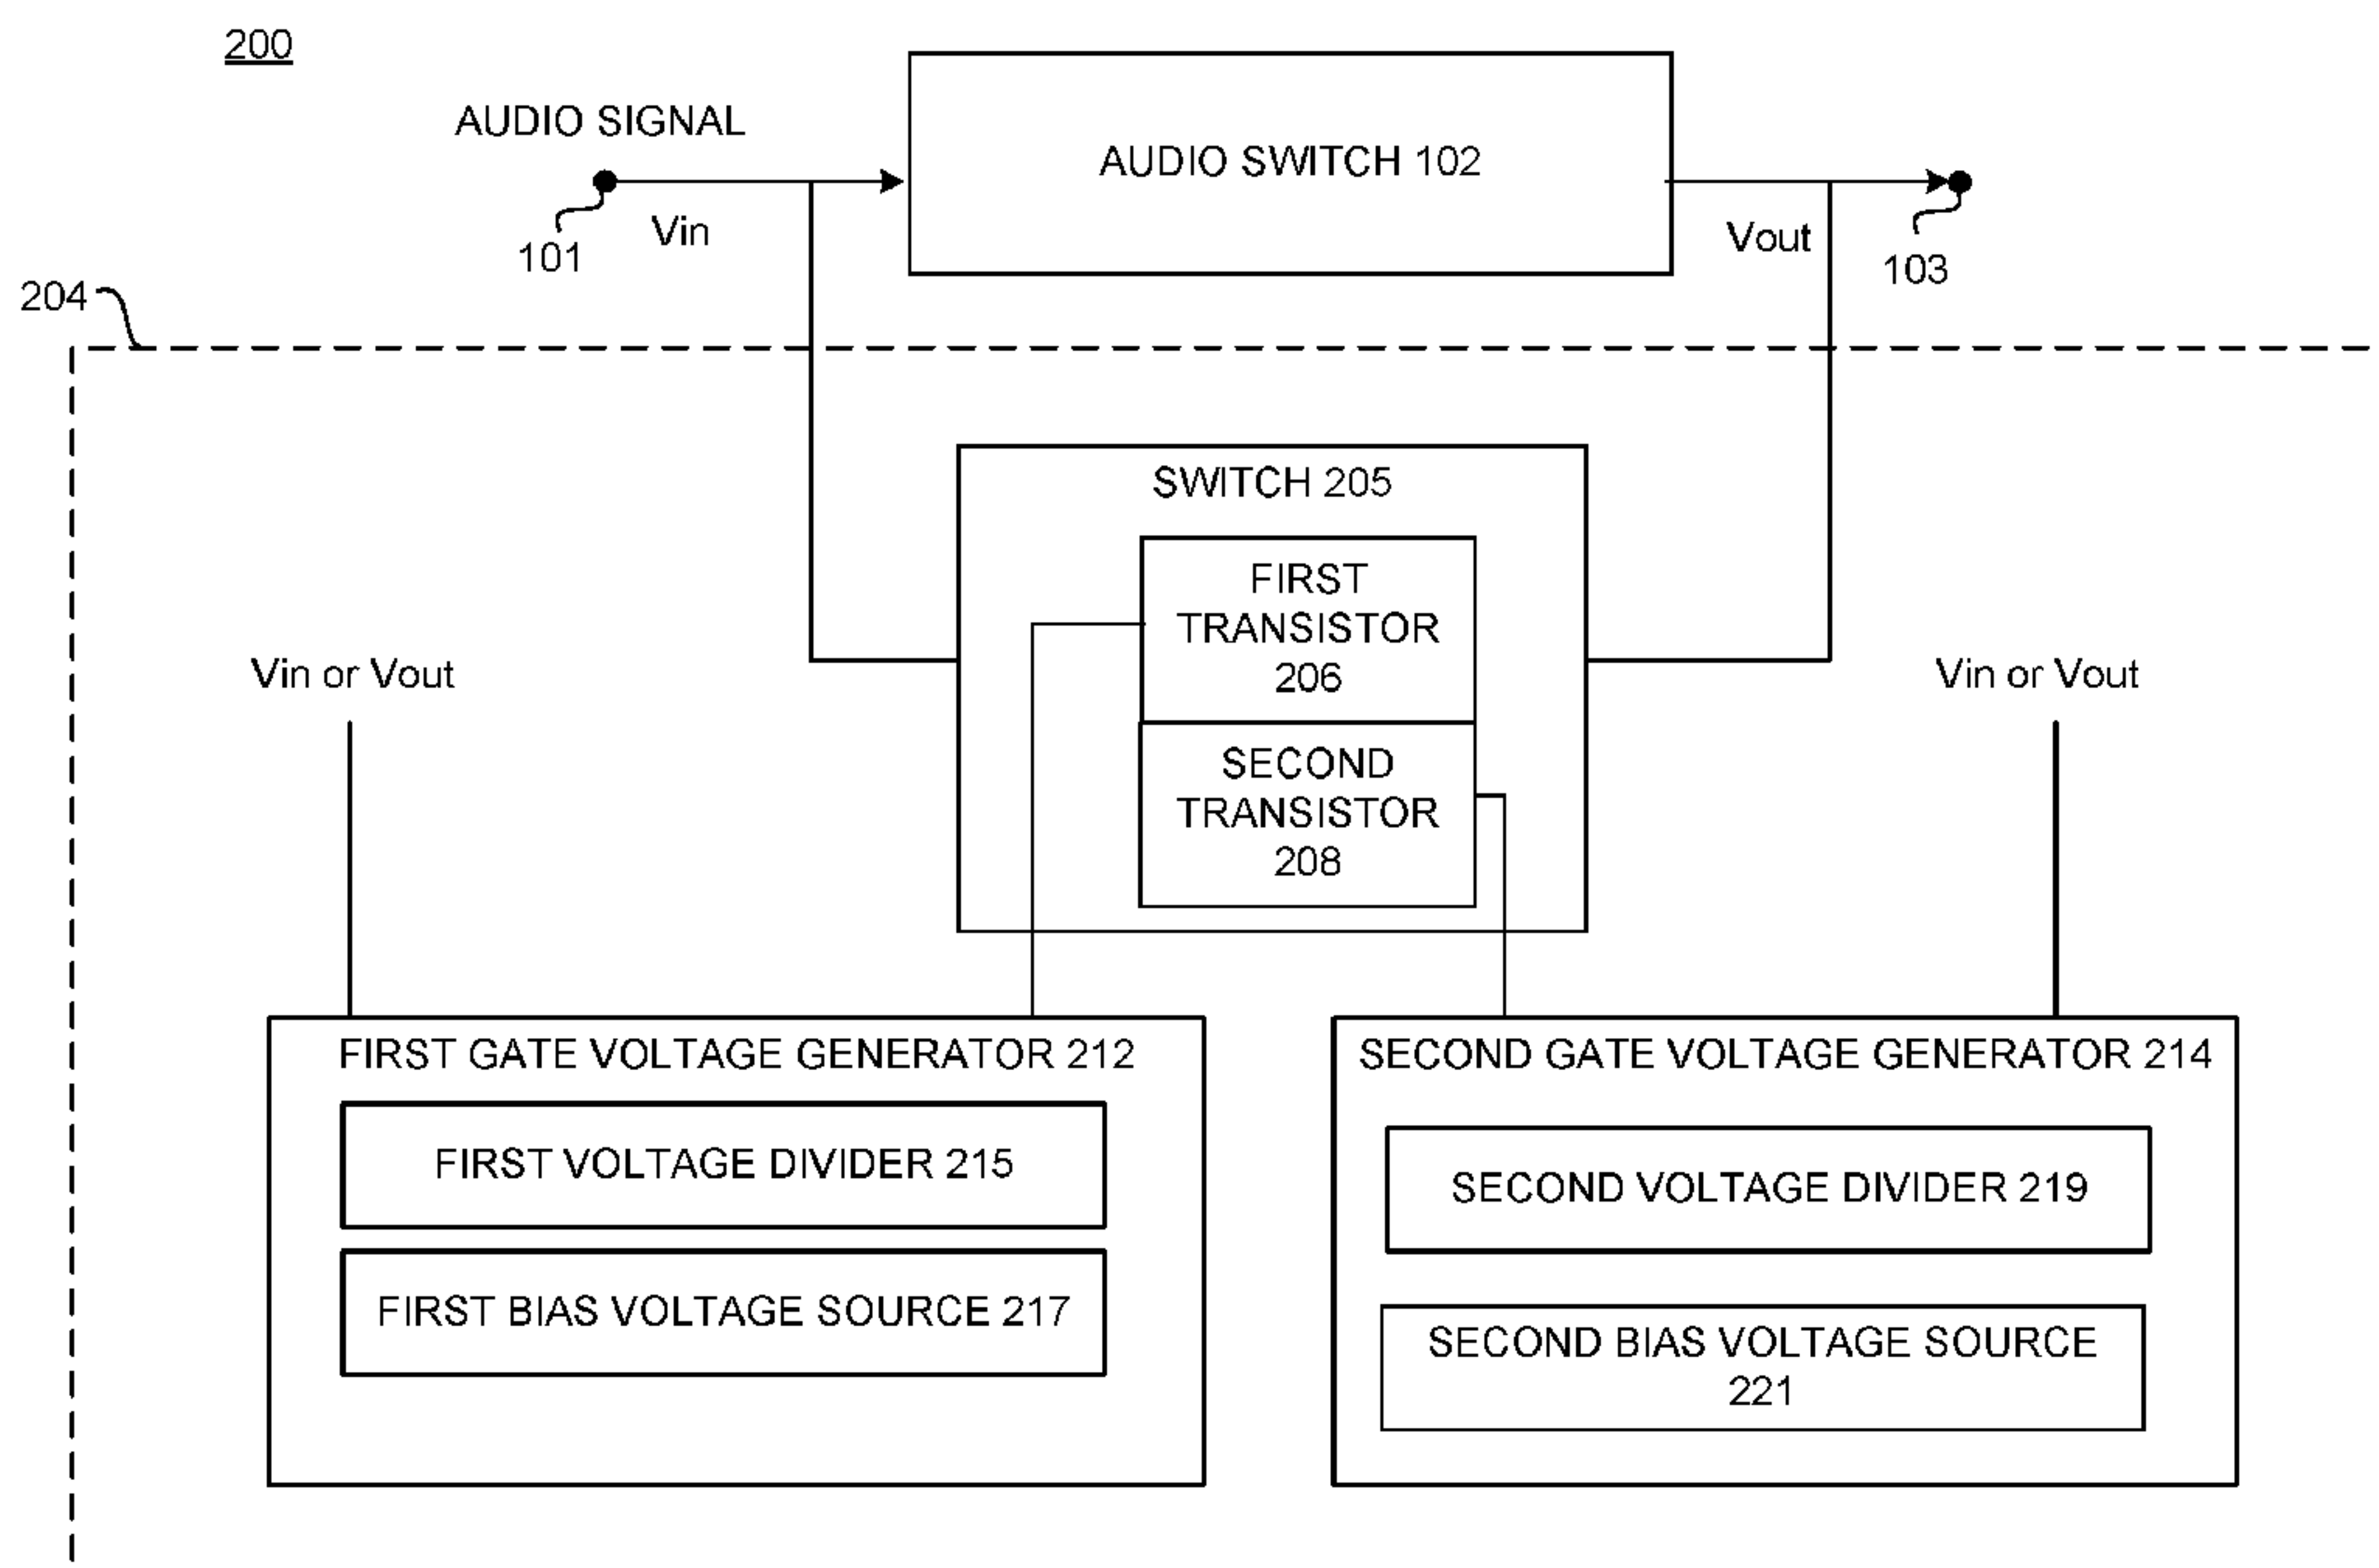 200
AUDIO SIGNAL
AUDIO SWITCH 102
Vin
Vout
101
103
204
SWITCH 205
FIRST
TRANSISTOR
206
Vin or Vout
Vin or Vout
SECOND
TRANSISTOR
208
FIRST GATE VOLTAGE GENERATOR 212
FIRST VOLTAGE DIVIDER 215
FIRST BIAS VOLTAGE SOURCE 217
SECOND GATE VOLTAGE GENERATOR 214
SECOND VOLTAGE DIVIDER 219
SECOND BIAS VOLTAGE SOURCE
221